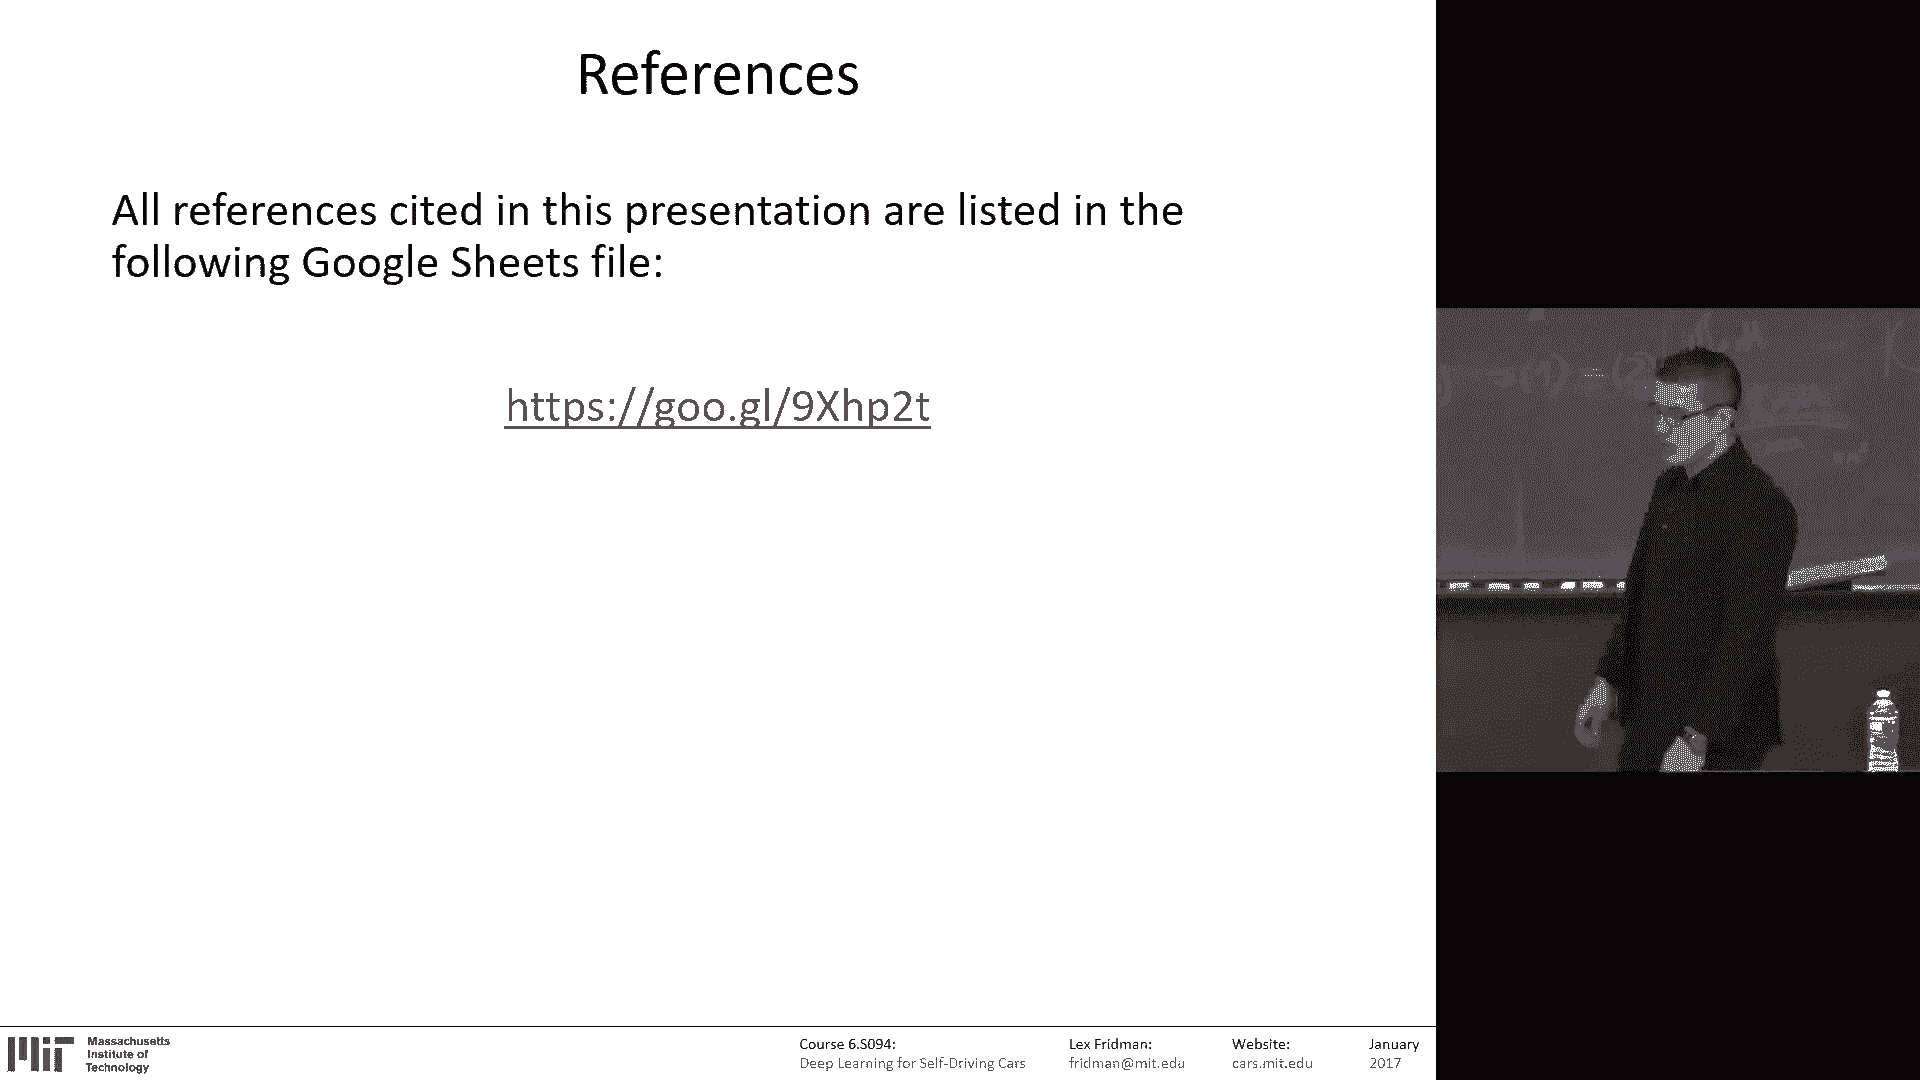 References
All references cited in this presentation are listed in the
following Google Sheets file:
https://goo.gl/9Xhp2t
Massachusetts
Institute of
Technology
Course 6.S094:
Deep Learning for Self-Driving Cars
Lex Fridman:
fridman@mit.edu
Website:
cars.mit.edu
January
2017
(1) = (2)